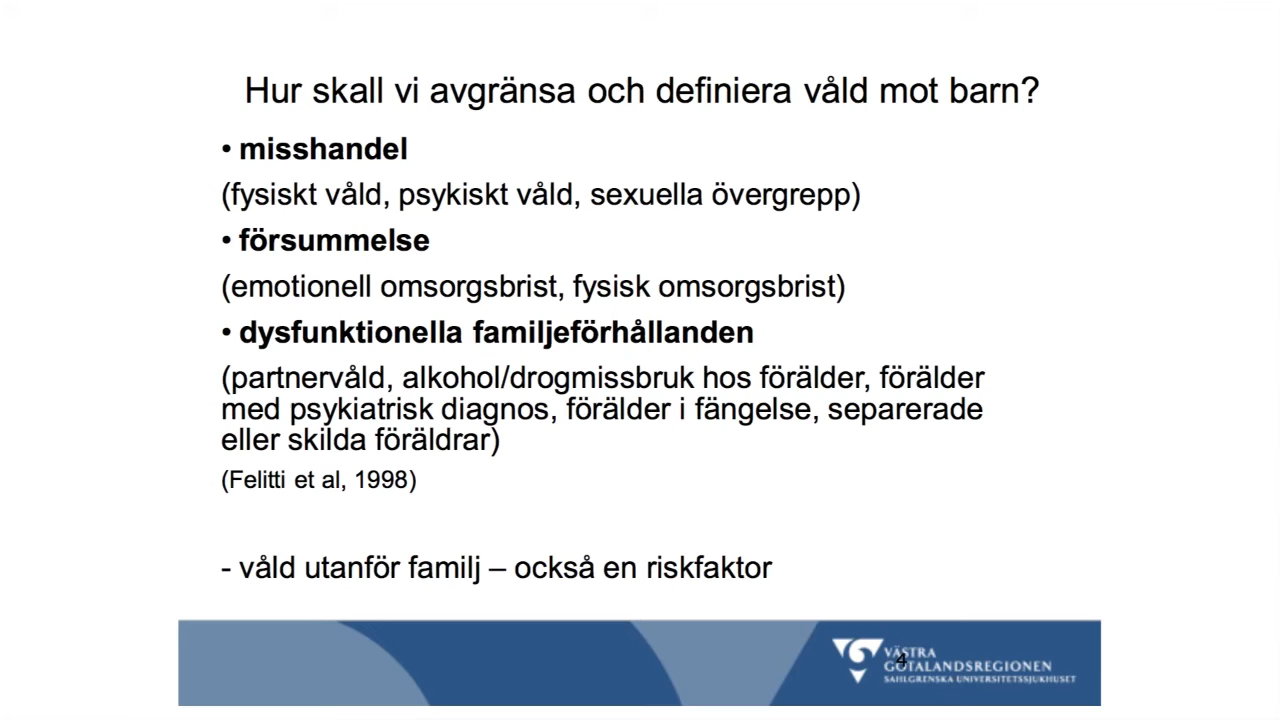 Hur skall vi avgränsa och definiera våld mot barn?
• misshandel
(fysiskt våld, psykiskt våld, sexuella övergrepp)
• försummelse
(emotionell omsorgsbrist, fysisk omsorgsbrist)
• dysfunktionella familjeförhållanden
(partnervåld, alkohol/drogmissbruk hos förälder, förälder
med psykiatrisk diagnos, förälder i fängelse, separerade
eller skilda föräldrar)
(Felitti et al, 1998)
- våld utanför familj – också en riskfaktor
4
VÄSTRA
GÖTALANDSREGIONEN
SAHLGRENSKA UNIVERSITETSSJUKHUSET